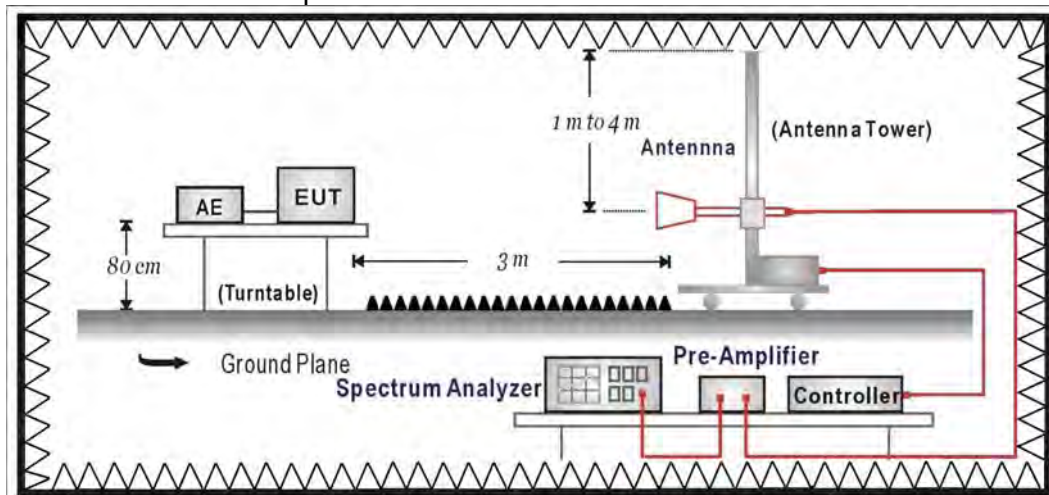 1 m to 4 m
(Antenna Tower)
Antennna
EUT
AE
80 cm
3 m
(Turntable)
Ground Plane
Pre-Amplifier
Spectrum Analyzer
Controller